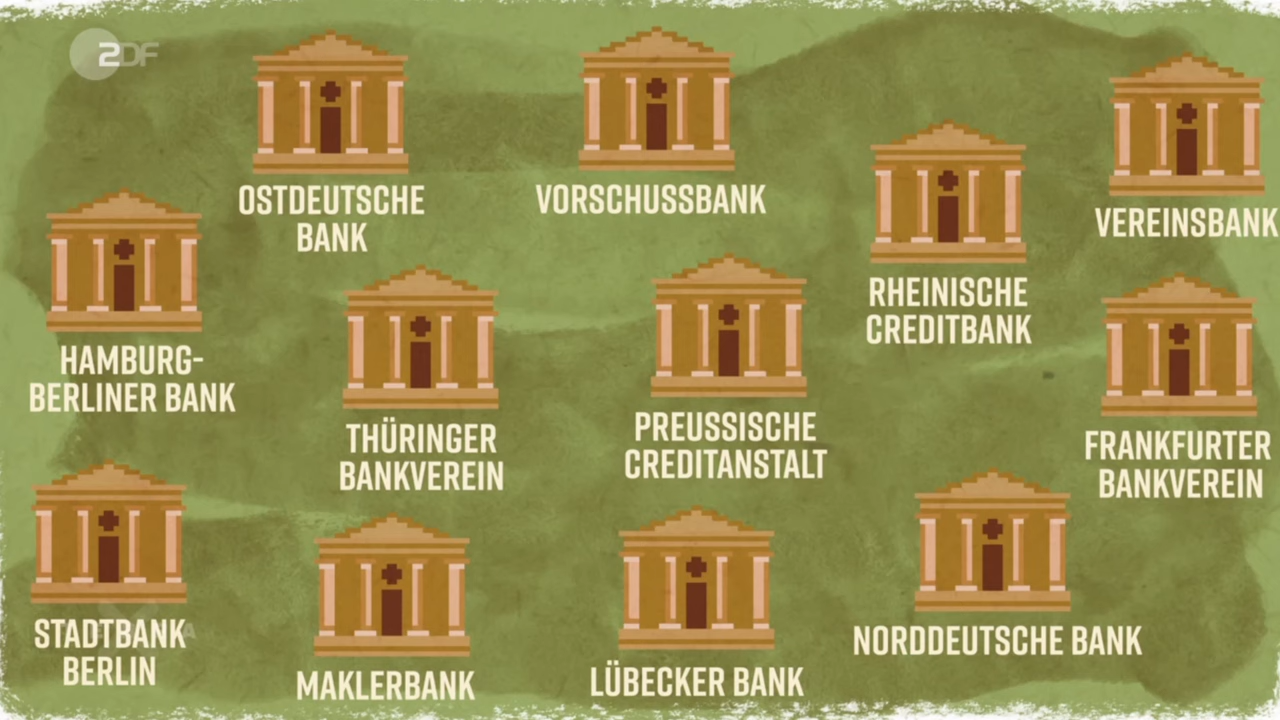 ZDF
OSTDEUTSCHE
BANK
VORSCHUSSBANK
VEREINSBANK
RHEINISCHE
CREDITBANK
HAMBURG-
BERLINER BANK
THÜRINGER
BANKVEREIN
PREUSSISCHE
CREDITANSTALT
FRANKFURTER
BANKVEREIN
STADTBANK
BERLIN
MAKLERBANK
LÜBECKER BANK
NORDDEUTSCHE BANK